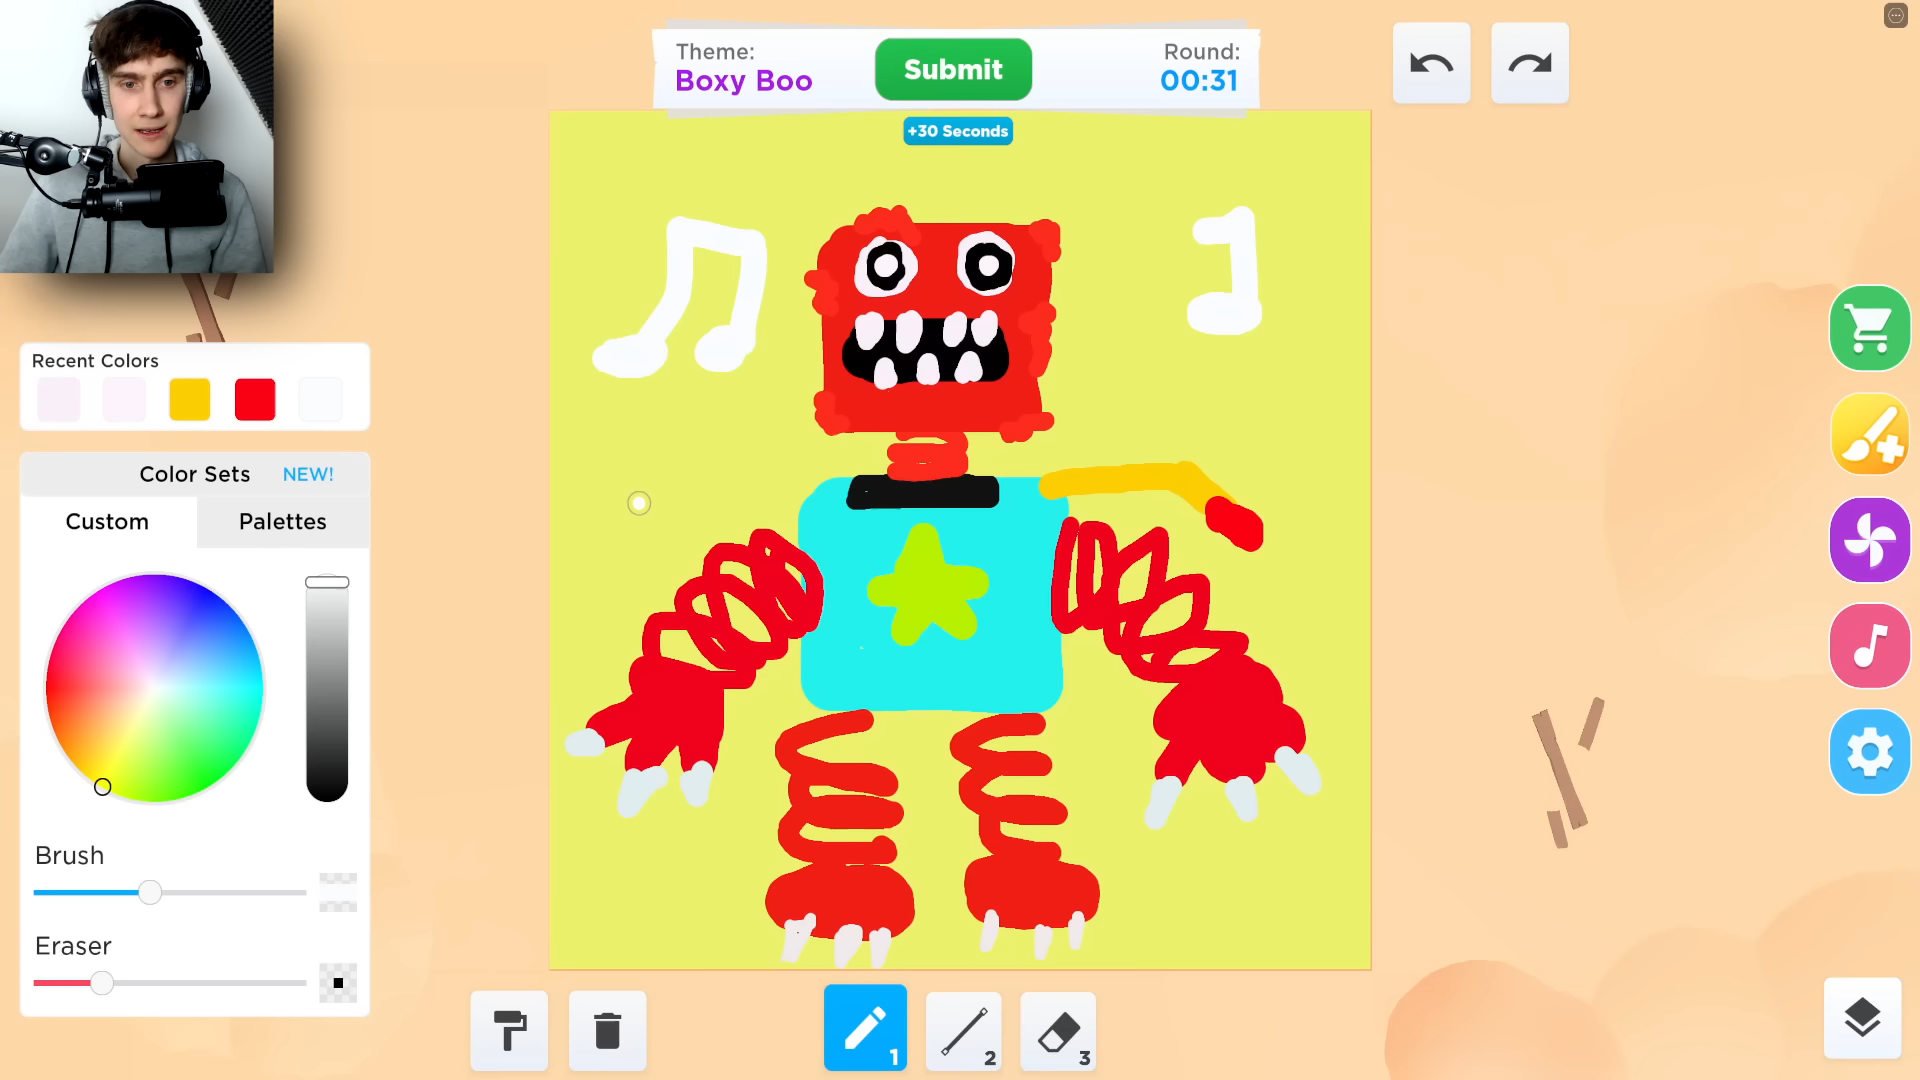 Theme:
Boxy Boo
Submit
Round:
00:31
+30 Seconds
Recent Colors
Color Sets NEW!
Custom
Palettes
Brush
Eraser
1
2
3